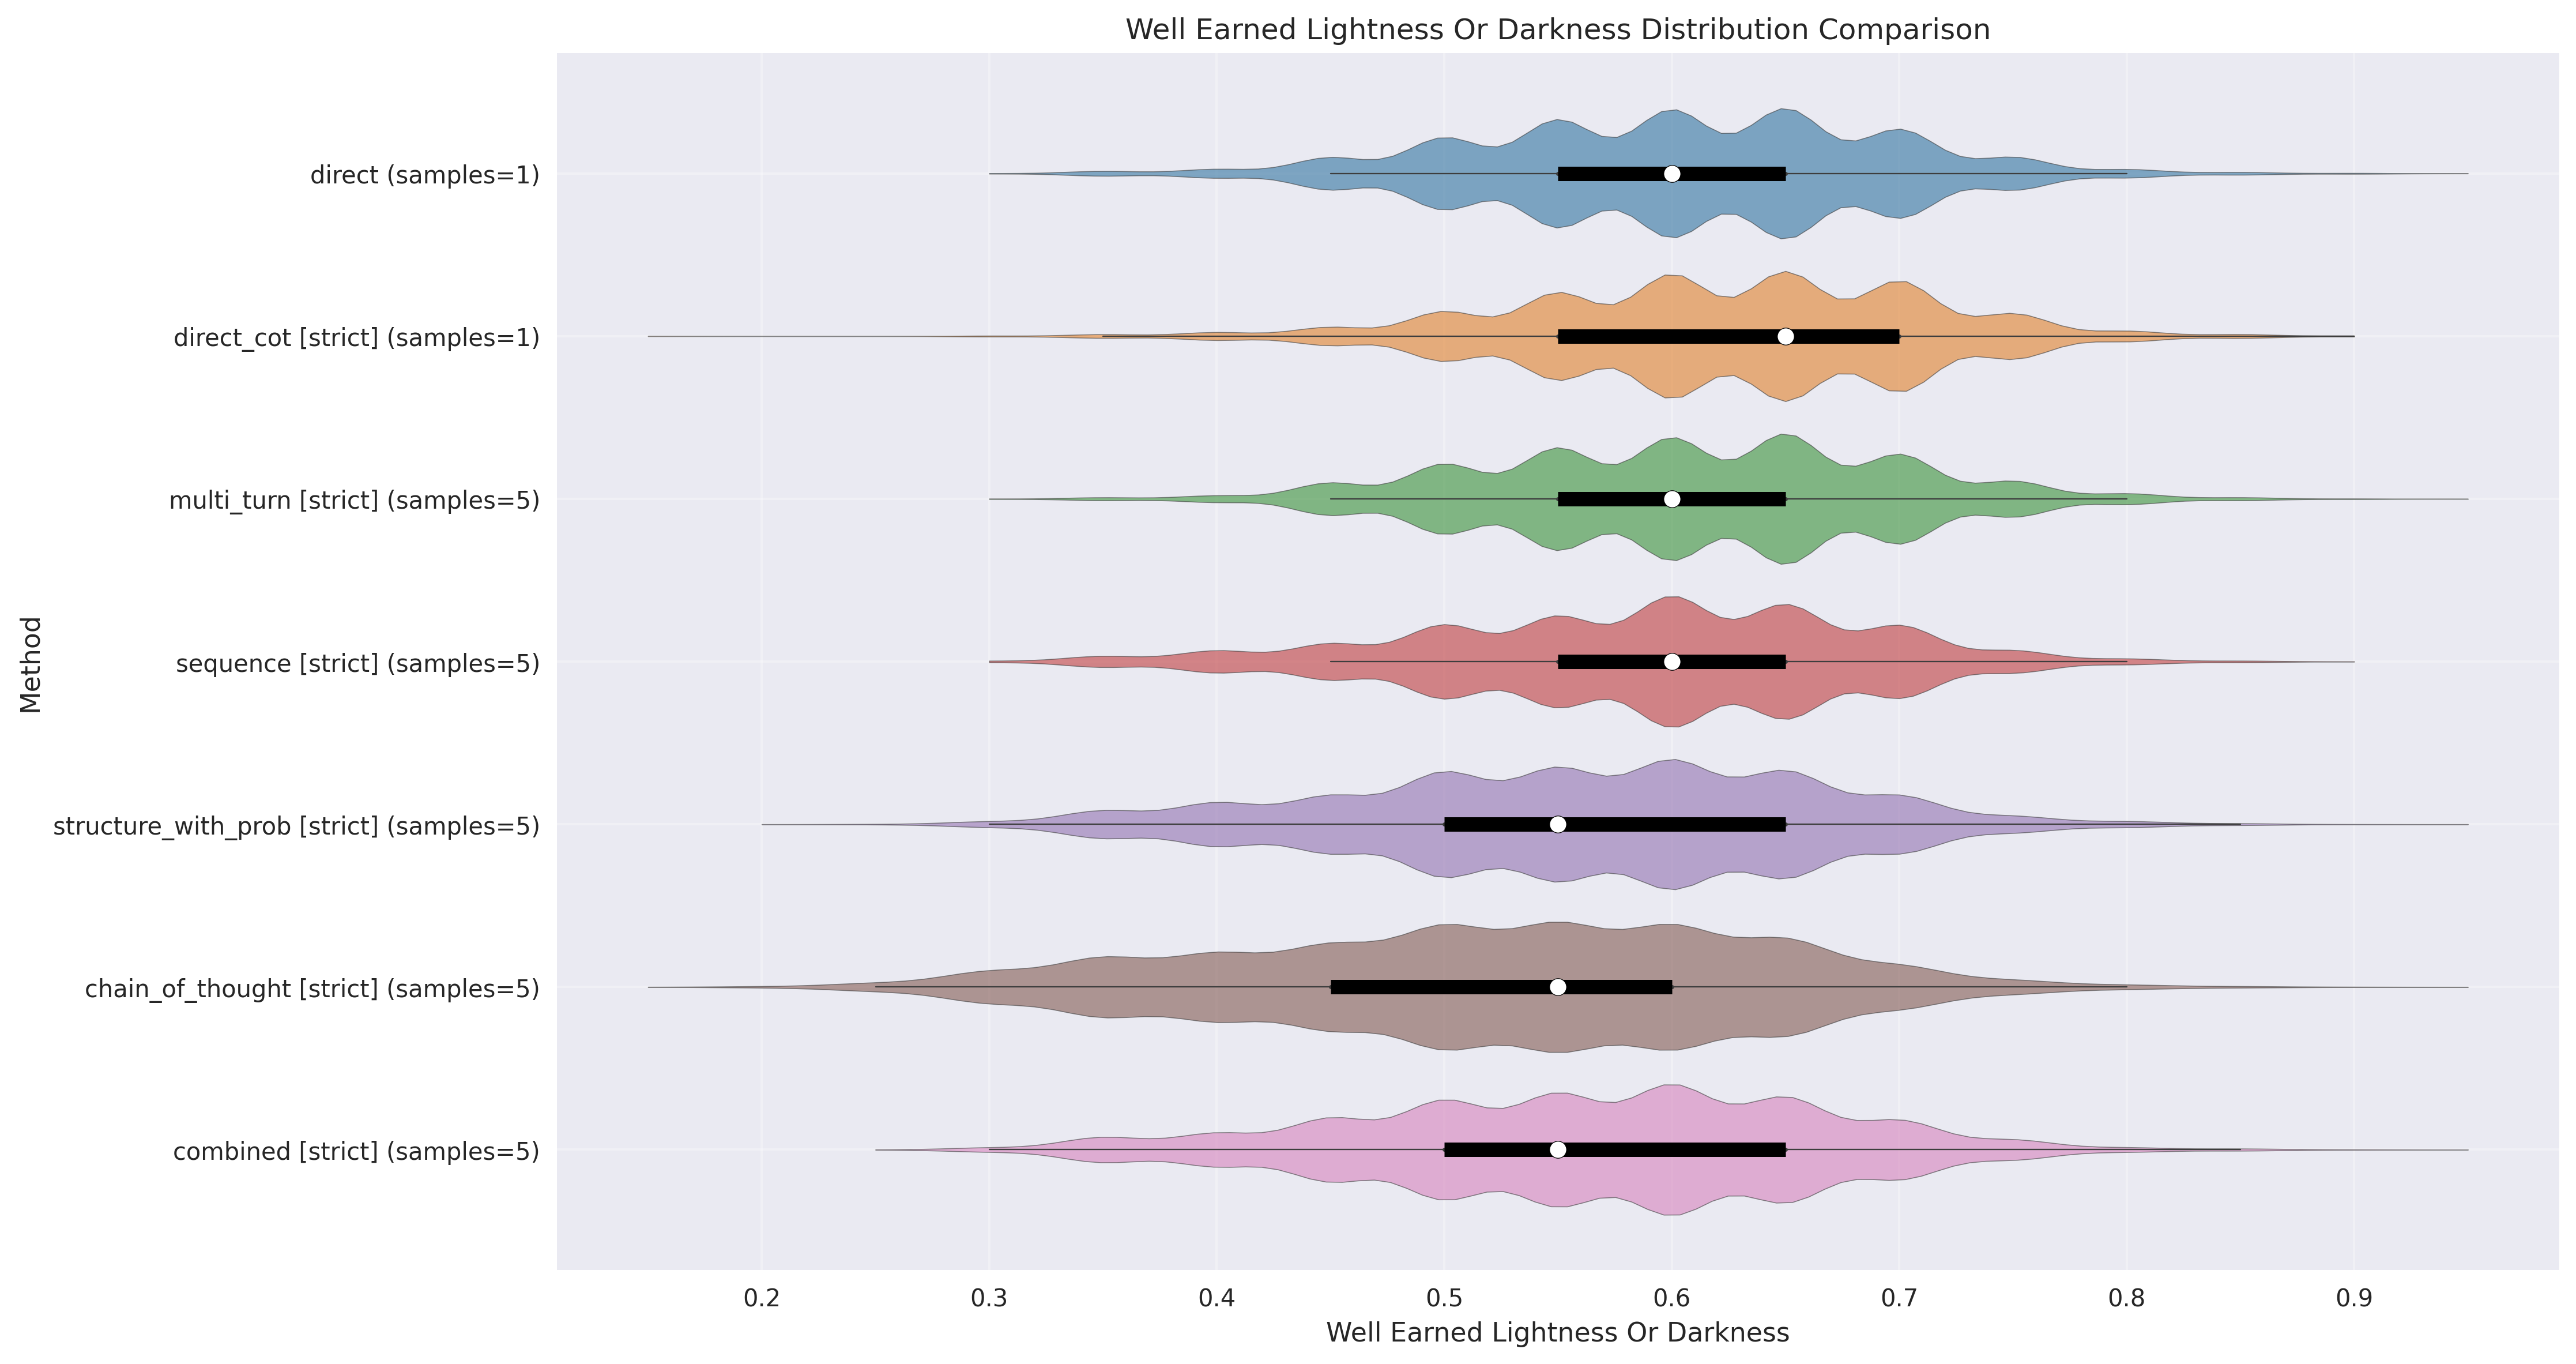 Well Earned Lightness Or Darkness Distribution Comparison
Method
direct (samples=1)
direct_cot [strict] (samples=1)
multi_turn [strict] (samples=5)
sequence [strict] (samples=5)
structure_with_prob [strict] (samples=5)
chain_of_thought [strict] (samples=5)
combined [strict] (samples=5)
0.2 0.3 0.4 0.5 0.6 0.7 0.8 0.9
Well Earned Lightness Or Darkness